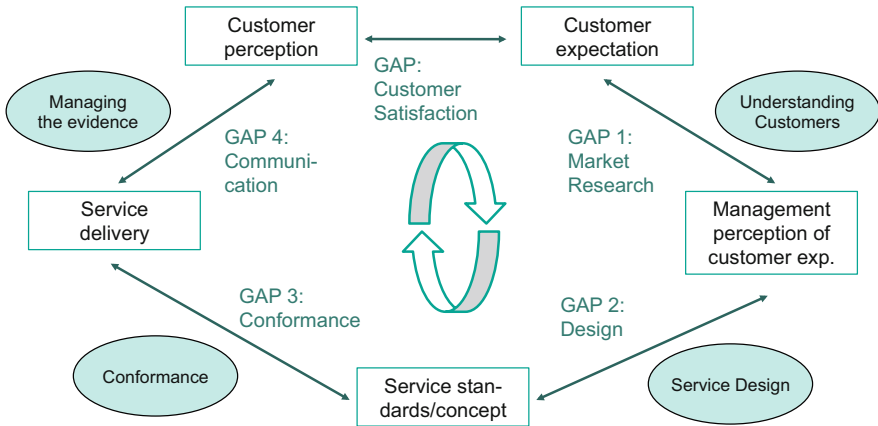 Customer
perception
Customer
expectation
GAP:
Customer
Satisfaction
Managing
the evidence
Understanding
Customers
GAP 4:
Communi-
cation
GAP 1:
Market
Research
Service
delivery
Management
perception of
customer exp.
GAP 3:
Conformance
GAP 2:
Design
Conformance
Service stan-
dards/concept
Service Design